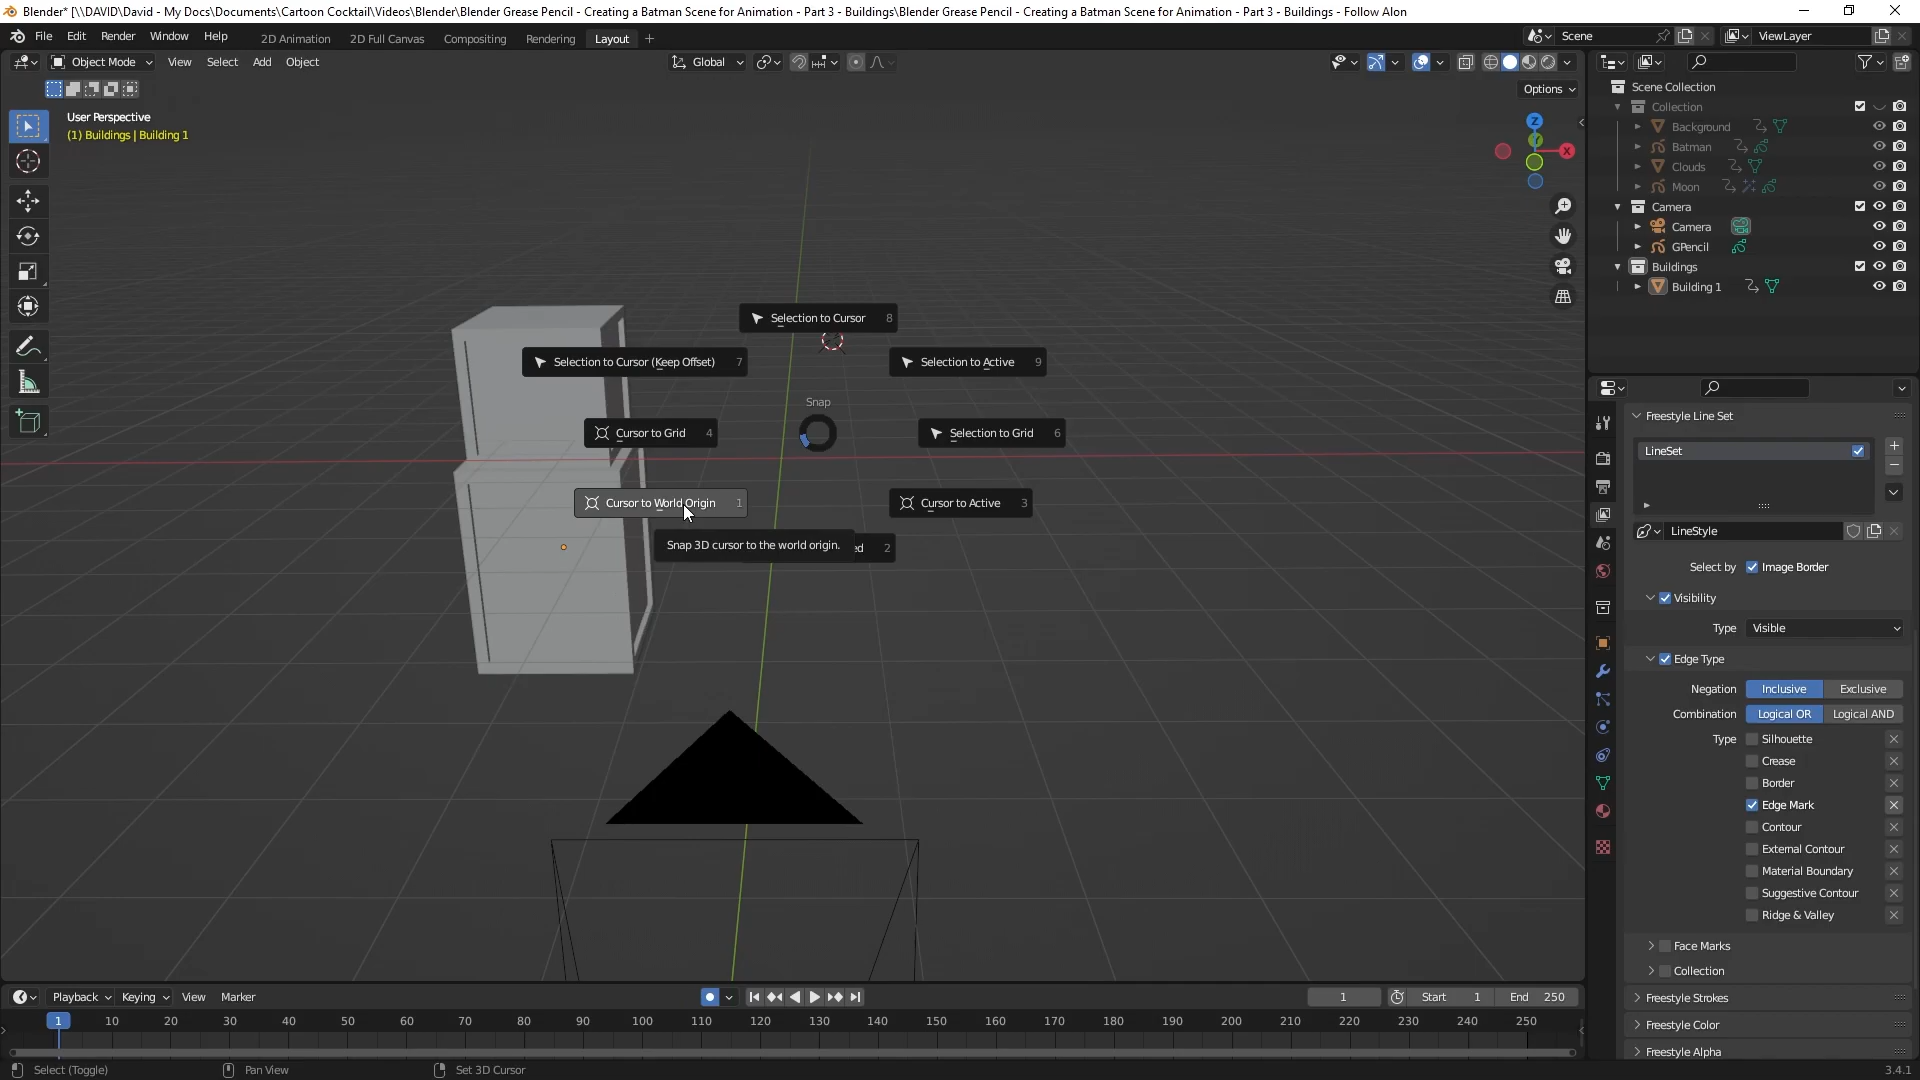 Blender* [\\DAVID\David - My Docs\Documents\Cartoon Cocktail\Videos\Blender\Blender Grease Pencil - Creating a Batman Scene for Animation - Part 3 - Buildings\Blender Grease Pencil - Creating a Batman Scene for Animation - Part 3 - Buildings - Follow Alon
File Edit Render Window Help 2D Animation 2D Full Canvas Compositing Rendering Layout + Scene ViewLayer
Object Mode View Select Add Object Global
Options
User Perspective
(1) Buildings | Building 1
Z
Y
X
Selection to Cursor 8
Selection to Cursor (Keep Offset) 7
Selection to Active 9
Snap
Cursor to Grid 4
Selection to Grid 6
Cursor to World Origin 1
Cursor to Active 3
Snap 3D cursor to the world origin.
ed 2
Scene Collection
Collection
Background
Batman
Clouds
Moon
Camera
Camera
GPencil
Buildings
Building 1
Freestyle Line Set
LineSet
LineStyle
Select by Image Border
Visibility
Type Visible
Edge Type
Negation Inclusive Exclusive
Combination Logical OR Logical AND
Type Silhouette
Crease
Border
Edge Mark
Contour
External Contour
Material Boundary
Suggestive Contour
Ridge & Valley
Face Marks
Collection
Freestyle Strokes
Freestyle Color
Freestyle Alpha
Playback Keying View Marker 1 Start 1 End 250
1 10 20 30 40 50 60 70 80 90 100 110 120 130 140 150 160 170 180 190 200 210 220 230 240 250
Select (Toggle) Pan View Set 3D Cursor 3.4.1